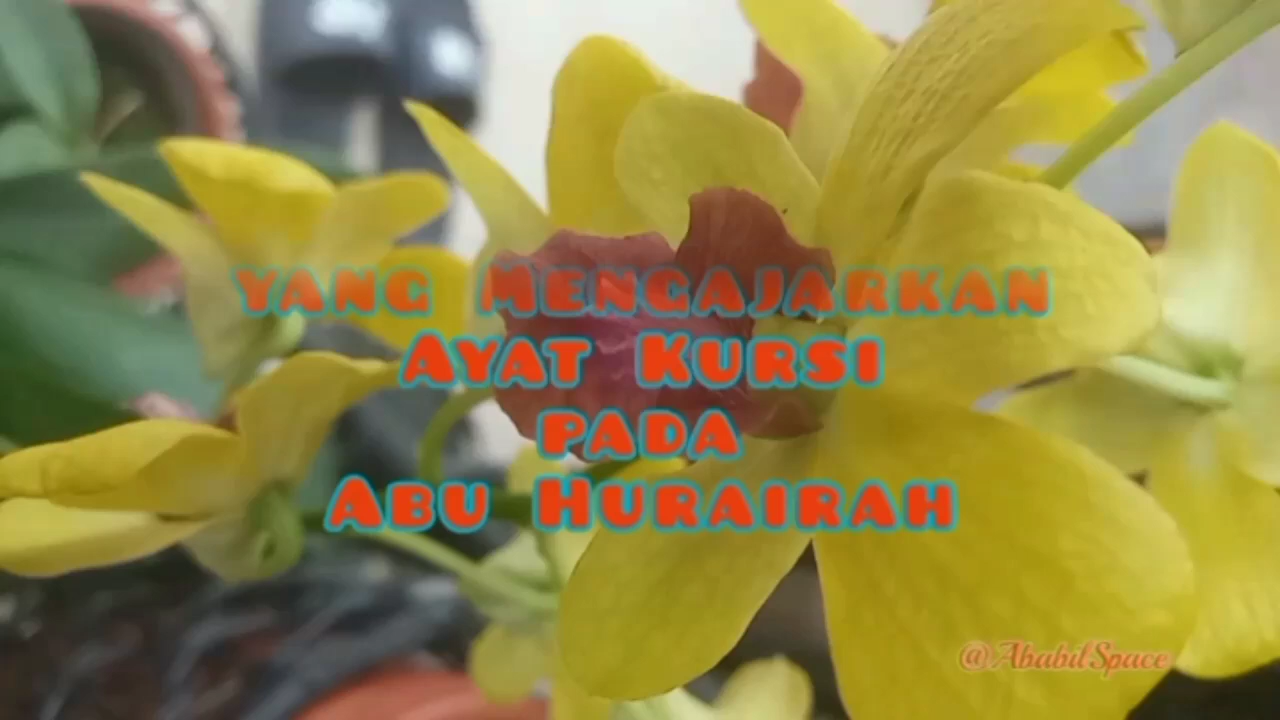 YANG MENGAJARKAN
AYAT KURSI
PADA
ABU HURAIRAH
@AbabilSpace